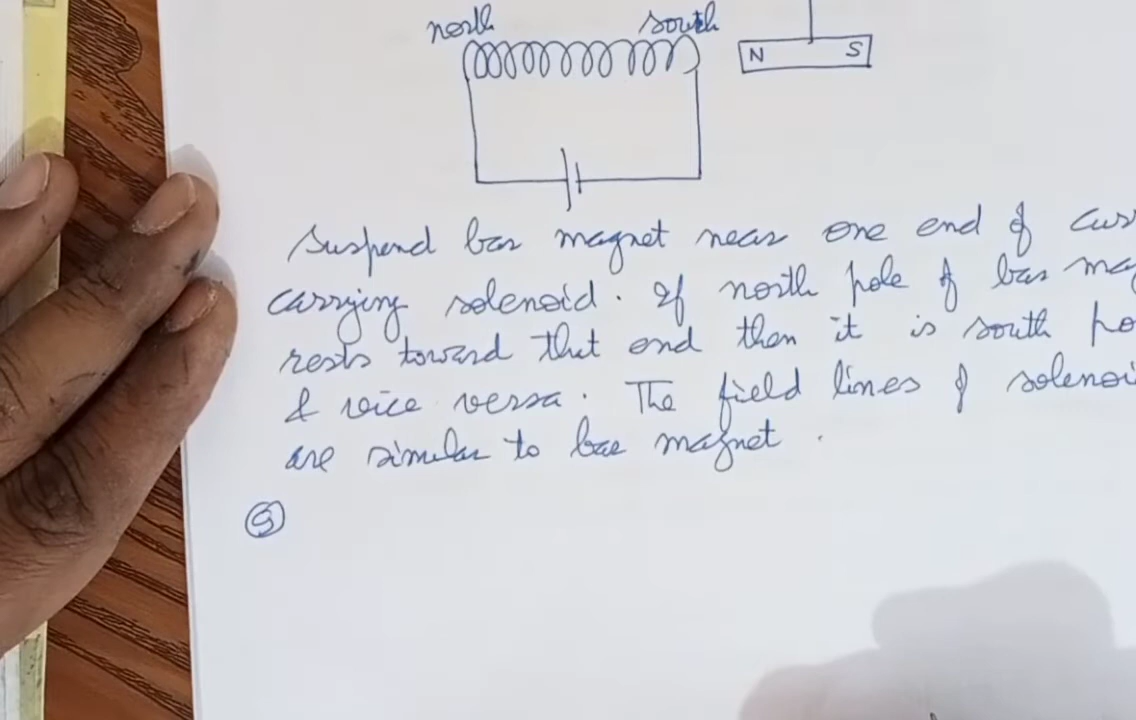 north south
N S
Suspend bar magnet near one end of
carrying solenoid. If north pole of bar
rests toward that end then it is south
& vice versa. The field lines of
are similar to bar magnet.